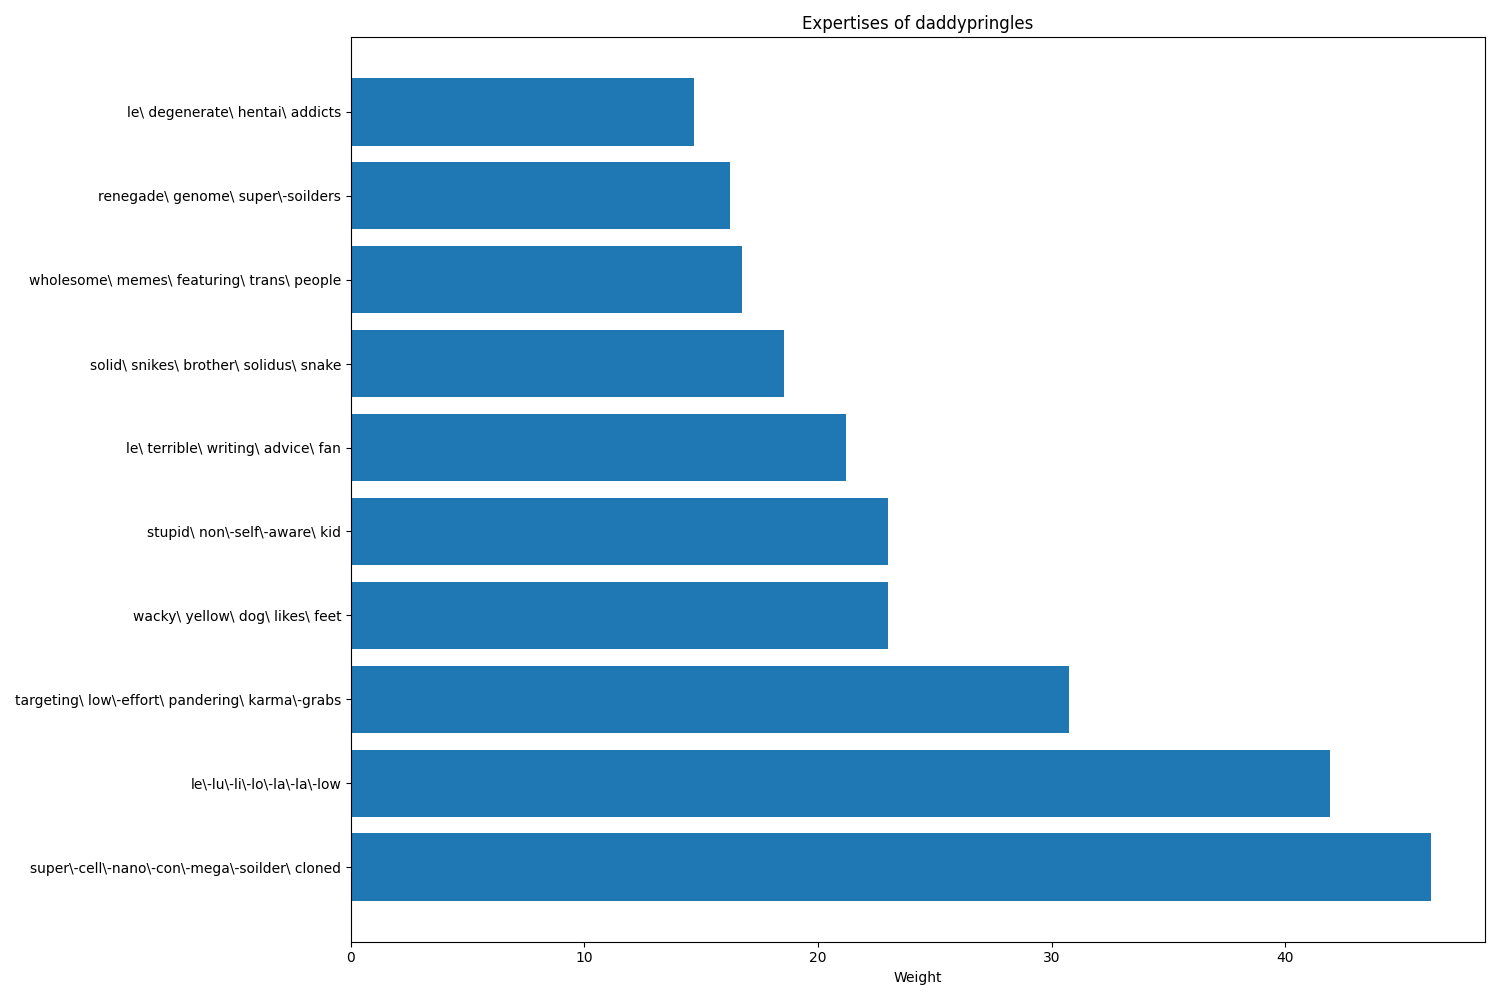 Expertises of daddypringles
le\ degenerate\ hentai\ addicts
renegade\ genome\ super\-soilders
wholesome\ memes\ featuring\ trans\ people
solid\ snikes\ brother\ solidus\ snake
le\ terrible\ writing\ advice\ fan
stupid\ non\-self\-aware\ kid
wacky\ yellow\ dog\ likes\ feet
targeting\ low\-effort\ pandering\ karma\-grabs
le\-lu\-li\-lo\-la\-la\-low
super\-cell\-nano\-con\-mega\-soilder\ cloned
0 10 20 30 40
Weight